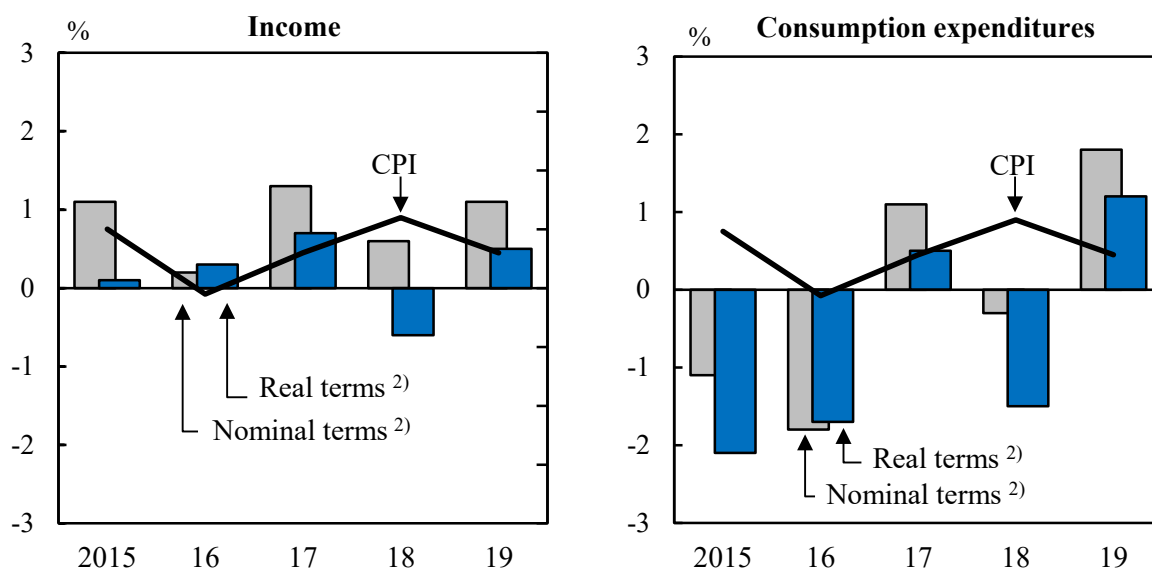 Income
%
3
2
1
0
-1
-2
-3
CPI
Real terms 2)
Nominal terms 2)
2015 16 17 18 19
Consumption expenditures
%
3
2
1
0
-1
-2
-3
CPI
Real terms 2)
Nominal terms 2)
2015 16 17 18 19